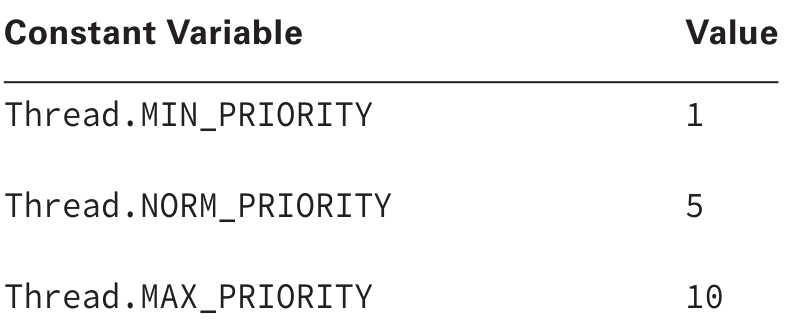 Constant Variable Value
Thread.MIN_PRIORITY 1
Thread.NORM_PRIORITY 5
Thread.MAX_PRIORITY 10